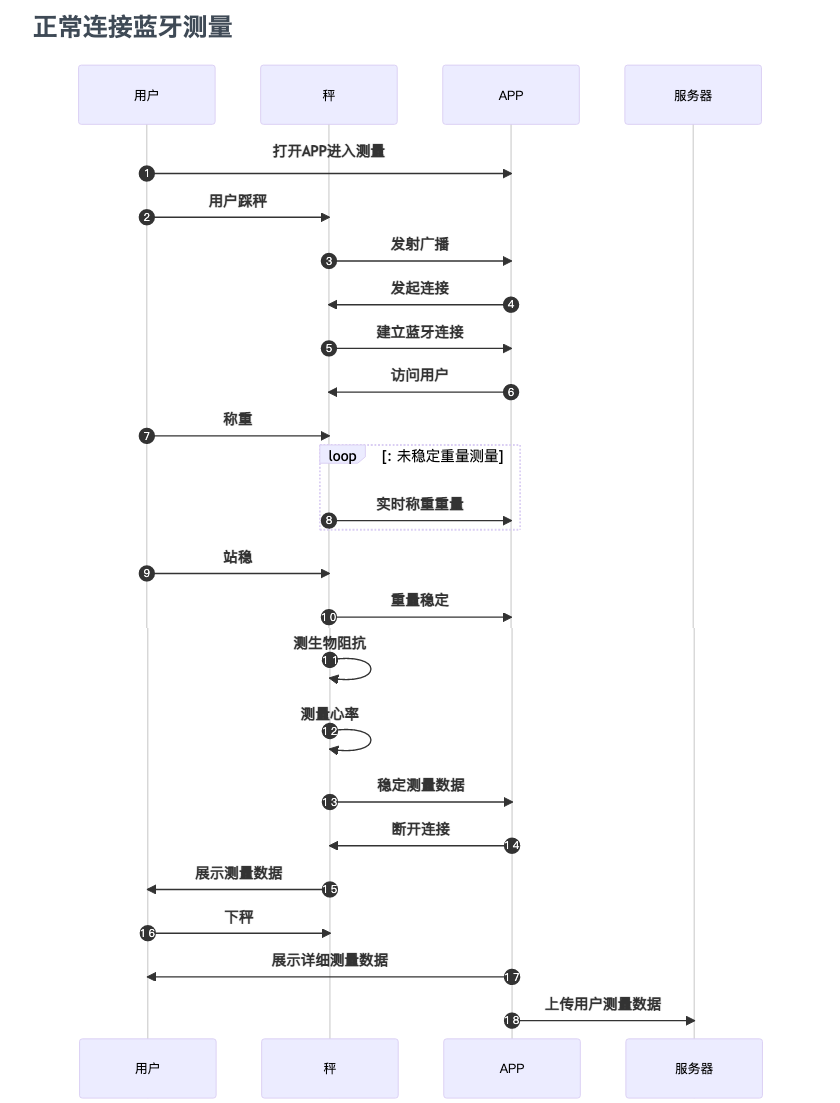 正常连接蓝牙测量
用户 秤 APP 服务器
打开APP进入测量
1
用户踩秤
2
发射广播
3
发起连接
4
建立蓝牙连接
5
访问用户
6
称重
7
loop [: 未稳定重量测量]
实时称重重量
8
站稳
9
重量稳定
10
测生物阻抗
11
测量心率
12
稳定测量数据
13
断开连接
14
展示测量数据
15
下秤
16
展示详细测量数据
17
上传用户测量数据
18
用户 秤 APP 服务器